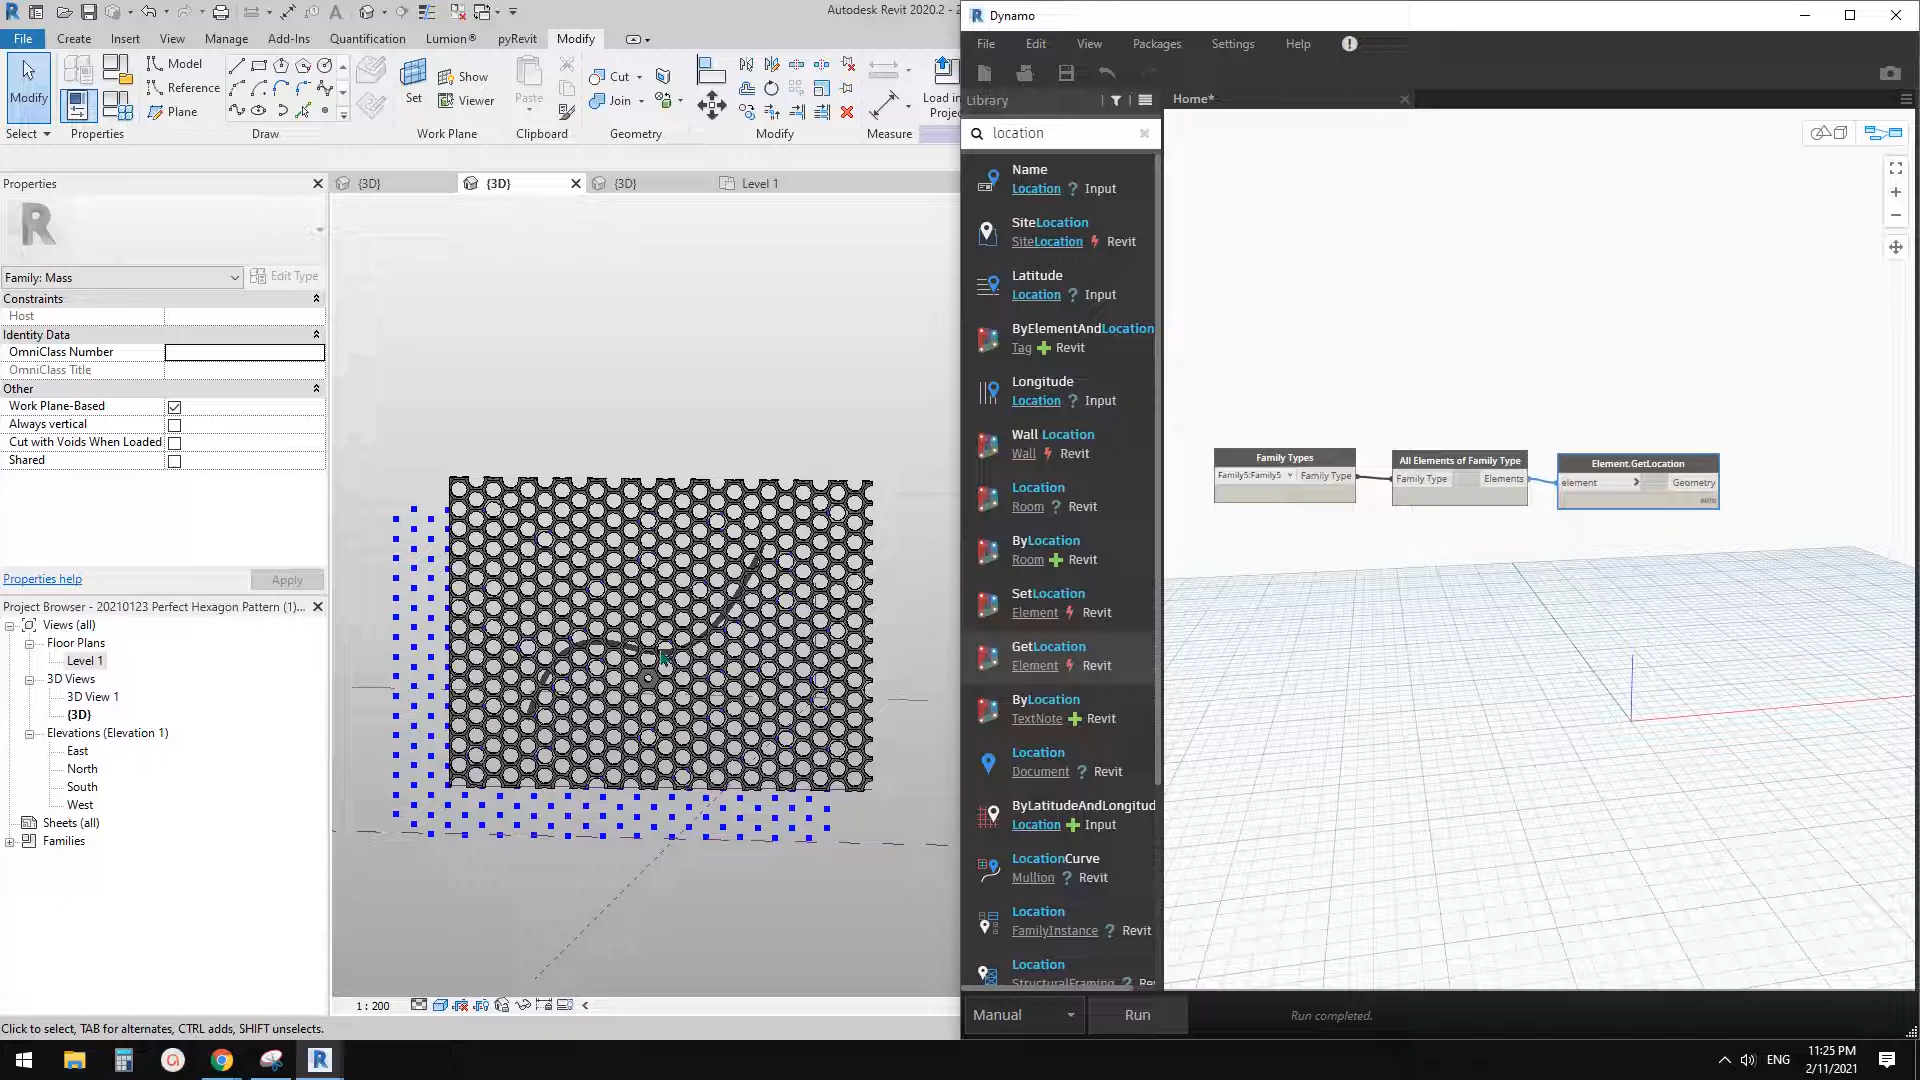 Autodesk Revit 2020.2 - 2
File Create Insert View Manage Add-Ins Quantification Lumion® pyRevit Modify
Modify
Model
Reference
Plane
Set
Show
Viewer
Paste
Cut
Join
Load in
Proje
Select Properties Draw Work Plane Clipboard Geometry Modify Measure
Properties
{3D} {3D} {3D} Level 1
Family: Mass Edit Type
Constraints
Host
Identity Data
OmniClass Number
OmniClass Title
Other
Work Plane-Based
Always vertical
Cut with Voids When Loaded
Shared
Properties help Apply
Project Browser - 20210123 Perfect Hexagon Pattern (1)...
Views (all)
Floor Plans
Level 1
3D Views
3D View 1
{3D}
Elevations (Elevation 1)
East
North
South
West
Sheets (all)
Families
1 : 200
Click to select, TAB for alternates, CTRL adds, SHIFT unselects.
Dynamo
File Edit View Packages Settings Help
Library
Home*
location
Name
Location ? Input
SiteLocation
SiteLocation Revit
Latitude
Location ? Input
ByElementAndLocation
Tag Revit
Longitude
Location ? Input
Wall Location
Wall Revit
Location
Room ? Revit
ByLocation
Room Revit
SetLocation
Element Revit
GetLocation
Element Revit
ByLocation
TextNote Revit
Location
Document ? Revit
ByLatitudeAndLongitud
Location Input
LocationCurve
Mullion ? Revit
Location
FamilyInstance ? Revit
Location
StructuralFraming ? Re
Family Types
Family5:Family5 Family Type
All Elements of Family Type
Family Type Elements
Element.GetLocation
element > Geometry
AUTO
Manual Run Run completed.
ENG
11:25 PM
2/11/2021